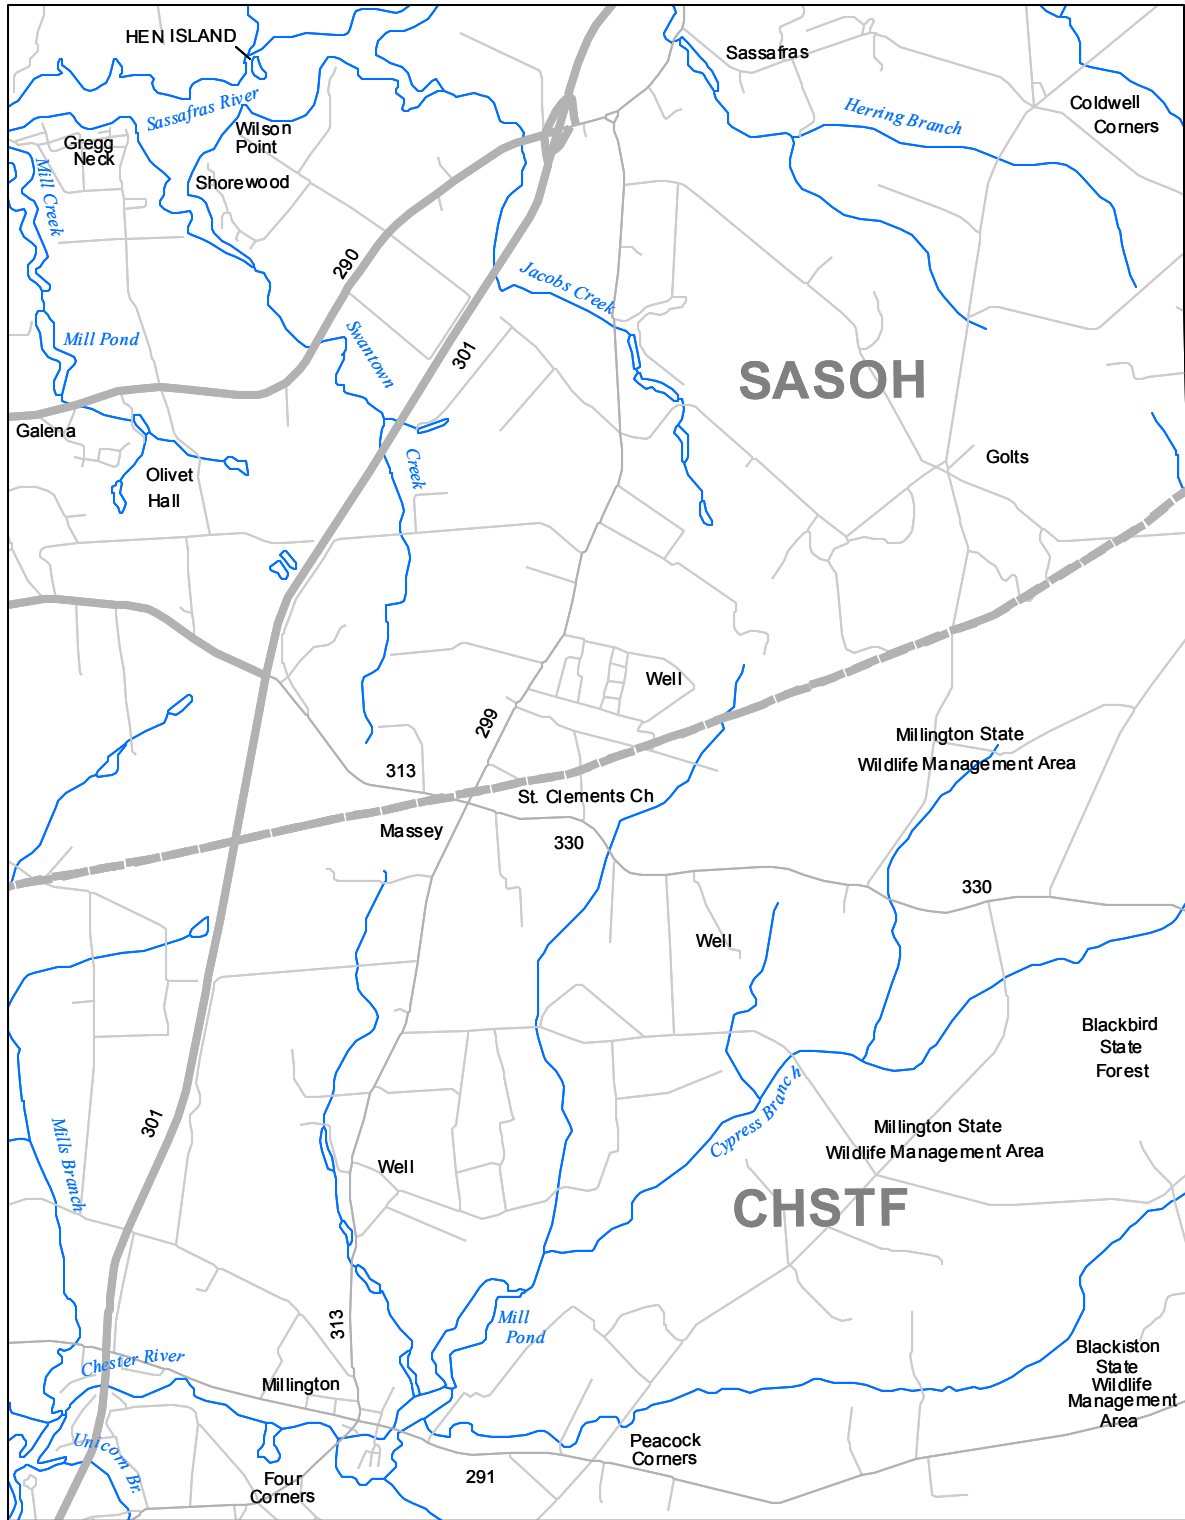 HEN ISLAND
Sassafras
Sassafras River
Herring Branch
Coldwell
Corners
Wilson
Point
Gregg
Neck
Mill Creek
Shorewood
290
Jacobs Creek
Mill Pond
Swantown
301
SASOH
Galena
Creek
Golts
Olivet
Hall
Well
299
Millington State
Wildlife Management Area
313
St. Clements Ch
Massey
330
330
Well
Blackbird
State
Forest
Cypress Branch
301
Mills Branch
Millington State
Wildlife Management Area
Well
CHSTF
313
Mill
Pond
Chester River
Blackiston
State
Wildlife
Management
Area
Millington
Unicorn Br.
Peacock
Corners
291
Four
Corners